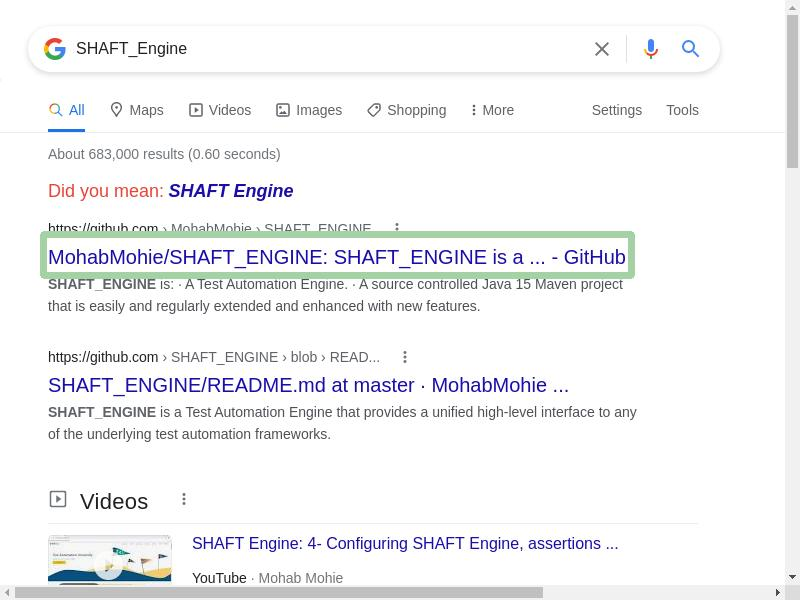 SHAFT_Engine
All Maps Videos Images Shopping More Settings Tools
About 683,000 results (0.60 seconds)
Did you mean: SHAFT Engine
https://github.com › MohabMohie › SHAFT_ENGINE
MohabMohie/SHAFT_ENGINE: SHAFT_ENGINE is a ... - GitHub
SHAFT_ENGINE is: · A Test Automation Engine. · A source controlled Java 15 Maven project
that is easily and regularly extended and enhanced with new features.
https://github.com › SHAFT_ENGINE › blob › READ...
SHAFT_ENGINE/README.md at master · MohabMohie ...
SHAFT_ENGINE is a Test Automation Engine that provides a unified high-level interface to any
of the underlying test automation frameworks.
Videos
SHAFT Engine: 4- Configuring SHAFT Engine, assertions ...
YouTube · Mohab Mohie